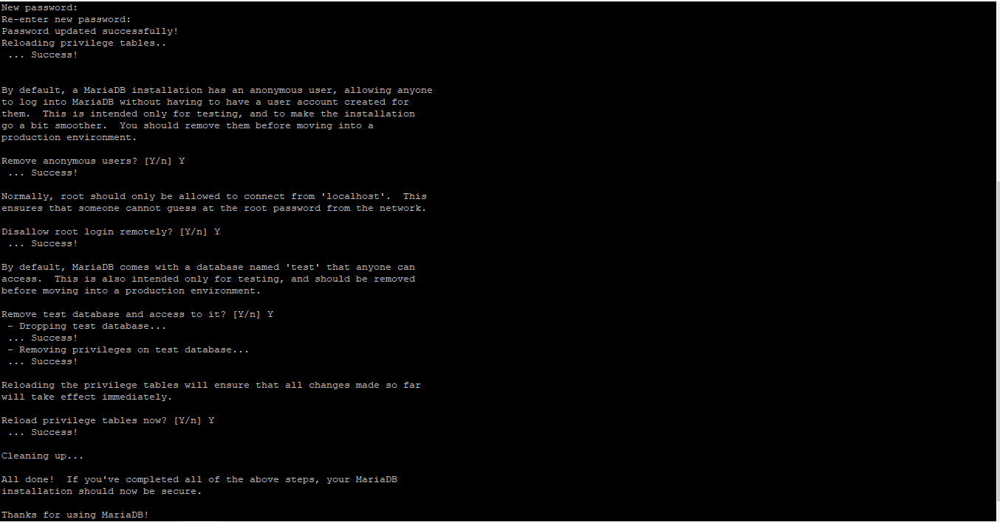 New password:
Re-enter new password:
Password updated successfully!
Reloading privilege tables..
 ... Success!
By default, a MariaDB installation has an anonymous user, allowing anyone
to log into MariaDB without having to have a user account created for
them.  This is intended only for testing, and to make the installation
go a bit smoother.  You should remove them before moving into a
production environment.
Remove anonymous users? [Y/n] Y
 ... Success!
Normally, root should only be allowed to connect from 'localhost'.  This
ensures that someone cannot guess at the root password from the network.
Disallow root login remotely? [Y/n] Y
 ... Success!
By default, MariaDB comes with a database named 'test' that anyone can
access.  This is also intended only for testing, and should be removed
before moving into a production environment.
Remove test database and access to it? [Y/n] Y
 - Dropping test database...
 ... Success!
 - Removing privileges on test database...
 ... Success!
Reloading the privilege tables will ensure that all changes made so far
will take effect immediately.
Reload privilege tables now? [Y/n] Y
 ... Success!
Cleaning up...
All done!  If you've completed all of the above steps, your MariaDB
installation should now be secure.
Thanks for using MariaDB!